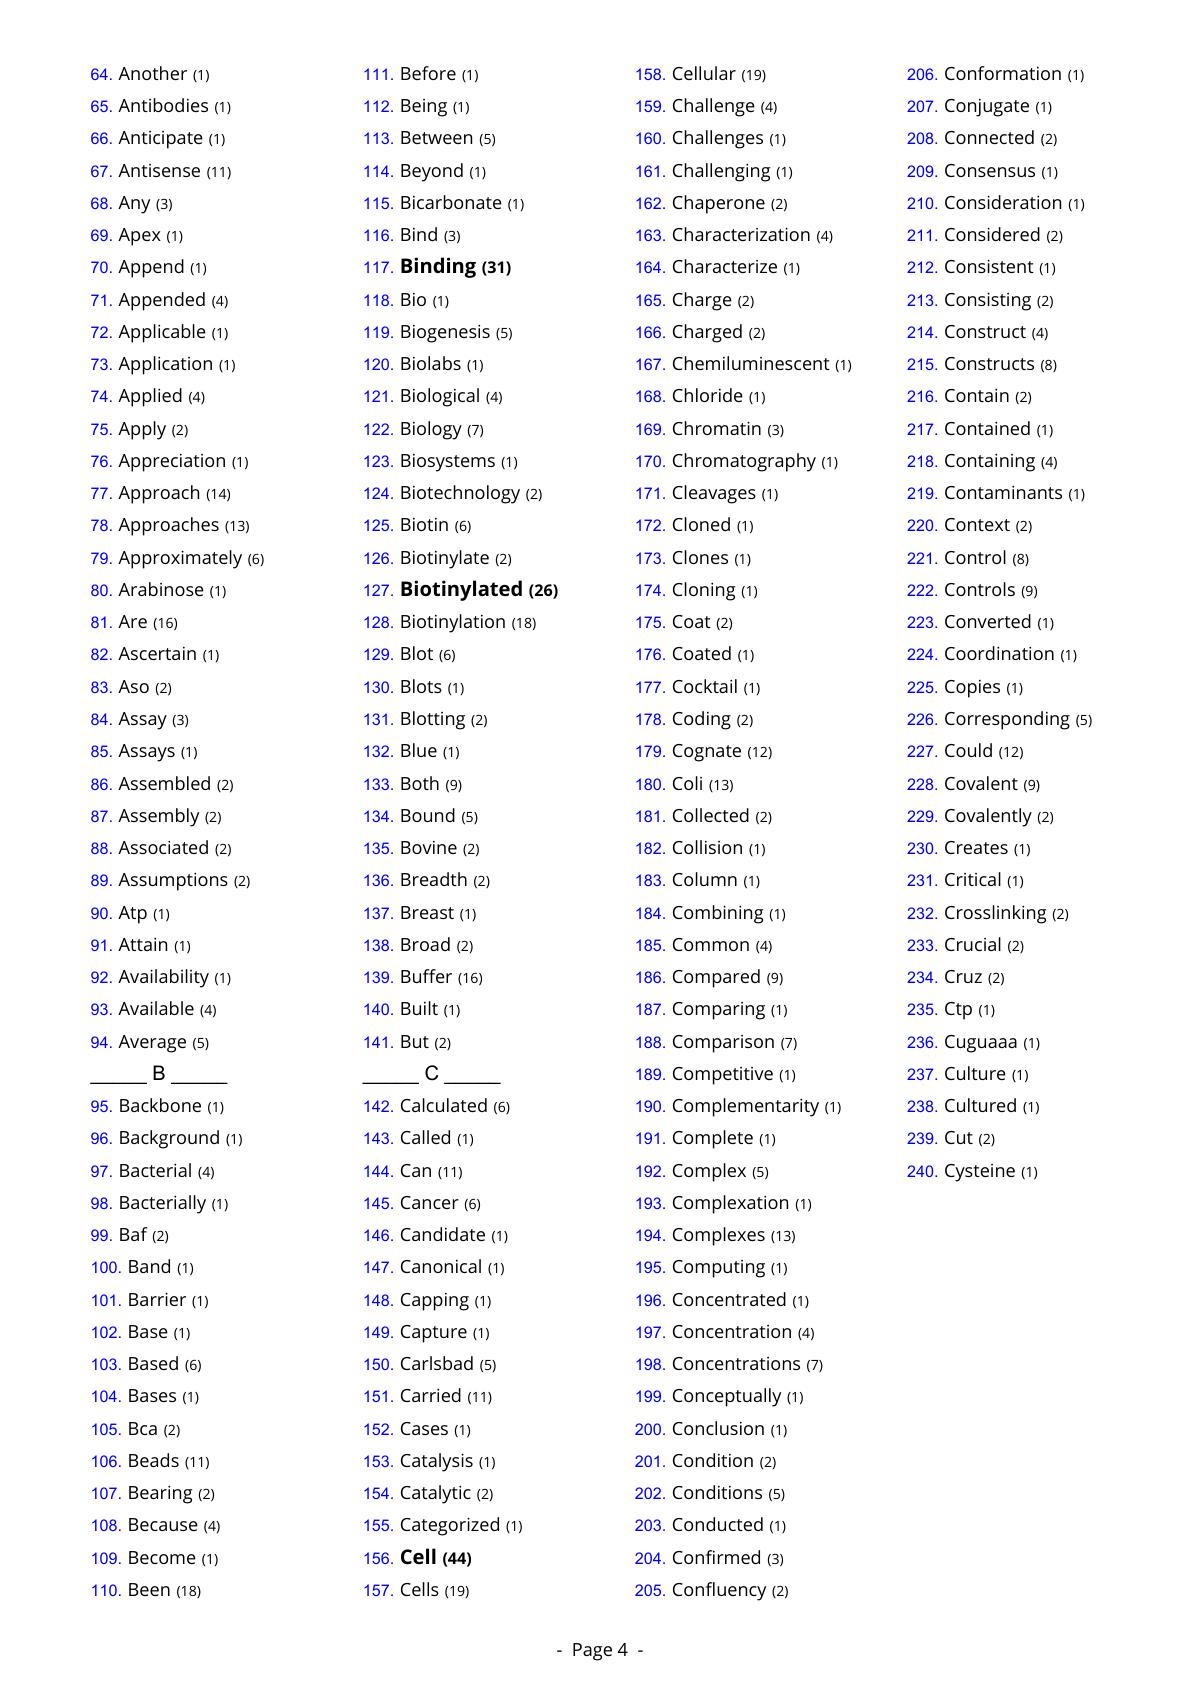 64. Another (1)
65. Antibodies (1)
66. Anticipate (1)
67. Antisense (11)
68. Any (3)
69. Apex (1)
70. Append (1)
71. Appended (4)
72. Applicable (1)
73. Application (1)
74. Applied (4)
75. Apply (2)
76. Appreciation (1)
77. Approach (14)
78. Approaches (13)
79. Approximately (6)
80. Arabinose (1)
81. Are (16)
82. Ascertain (1)
83. Aso (2)
84. Assay (3)
85. Assays (1)
86. Assembled (2)
87. Assembly (2)
88. Associated (2)
89. Assumptions (2)
90. Atp (1)
91. Attain (1)
92. Availability (1)
93. Available (4)
94. Average (5)
_____ B _____
95. Backbone (1)
96. Background (1)
97. Bacterial (4)
98. Bacterially (1)
99. Baf (2)
100. Band (1)
101. Barrier (1)
102. Base (1)
103. Based (6)
104. Bases (1)
105. Bca (2)
106. Beads (11)
107. Bearing (2)
108. Because (4)
109. Become (1)
110. Been (18)
111. Before (1)
112. Being (1)
113. Between (5)
114. Beyond (1)
115. Bicarbonate (1)
116. Bind (3)
117. Binding (31)
118. Bio (1)
119. Biogenesis (5)
120. Biolabs (1)
121. Biological (4)
122. Biology (7)
123. Biosystems (1)
124. Biotechnology (2)
125. Biotin (6)
126. Biotinylate (2)
127. Biotinylated (26)
128. Biotinylation (18)
129. Blot (6)
130. Blots (1)
131. Blotting (2)
132. Blue (1)
133. Both (9)
134. Bound (5)
135. Bovine (2)
136. Breadth (2)
137. Breast (1)
138. Broad (2)
139. Buffer (16)
140. Built (1)
141. But (2)
_____ C _____
142. Calculated (6)
143. Called (1)
144. Can (11)
145. Cancer (6)
146. Candidate (1)
147. Canonical (1)
148. Capping (1)
149. Capture (1)
150. Carlsbad (5)
151. Carried (11)
152. Cases (1)
153. Catalysis (1)
154. Catalytic (2)
155. Categorized (1)
156. Cell (44)
157. Cells (19)
158. Cellular (19)
159. Challenge (4)
160. Challenges (1)
161. Challenging (1)
162. Chaperone (2)
163. Characterization (4)
164. Characterize (1)
165. Charge (2)
166. Charged (2)
167. Chemiluminescent (1)
168. Chloride (1)
169. Chromatin (3)
170. Chromatography (1)
171. Cleavages (1)
172. Cloned (1)
173. Clones (1)
174. Cloning (1)
175. Coat (2)
176. Coated (1)
177. Cocktail (1)
178. Coding (2)
179. Cognate (12)
180. Coli (13)
181. Collected (2)
182. Collision (1)
183. Column (1)
184. Combining (1)
185. Common (4)
186. Compared (9)
187. Comparing (1)
188. Comparison (7)
189. Competitive (1)
190. Complementarity (1)
191. Complete (1)
192. Complex (5)
193. Complexation (1)
194. Complexes (13)
195. Computing (1)
196. Concentrated (1)
197. Concentration (4)
198. Concentrations (7)
199. Conceptually (1)
200. Conclusion (1)
201. Condition (2)
202. Conditions (5)
203. Conducted (1)
204. Confirmed (3)
205. Confluency (2)
206. Conformation (1)
207. Conjugate (1)
208. Connected (2)
209. Consensus (1)
210. Consideration (1)
211. Considered (2)
212. Consistent (1)
213. Consisting (2)
214. Construct (4)
215. Constructs (8)
216. Contain (2)
217. Contained (1)
218. Containing (4)
219. Contaminants (1)
220. Context (2)
221. Control (8)
222. Controls (9)
223. Converted (1)
224. Coordination (1)
225. Copies (1)
226. Corresponding (5)
227. Could (12)
228. Covalent (9)
229. Covalently (2)
230. Creates (1)
231. Critical (1)
232. Crosslinking (2)
233. Crucial (2)
234. Cruz (2)
235. Ctp (1)
236. Cuguaaa (1)
237. Culture (1)
238. Cultured (1)
239. Cut (2)
240. Cysteine (1)
- Page 4 -